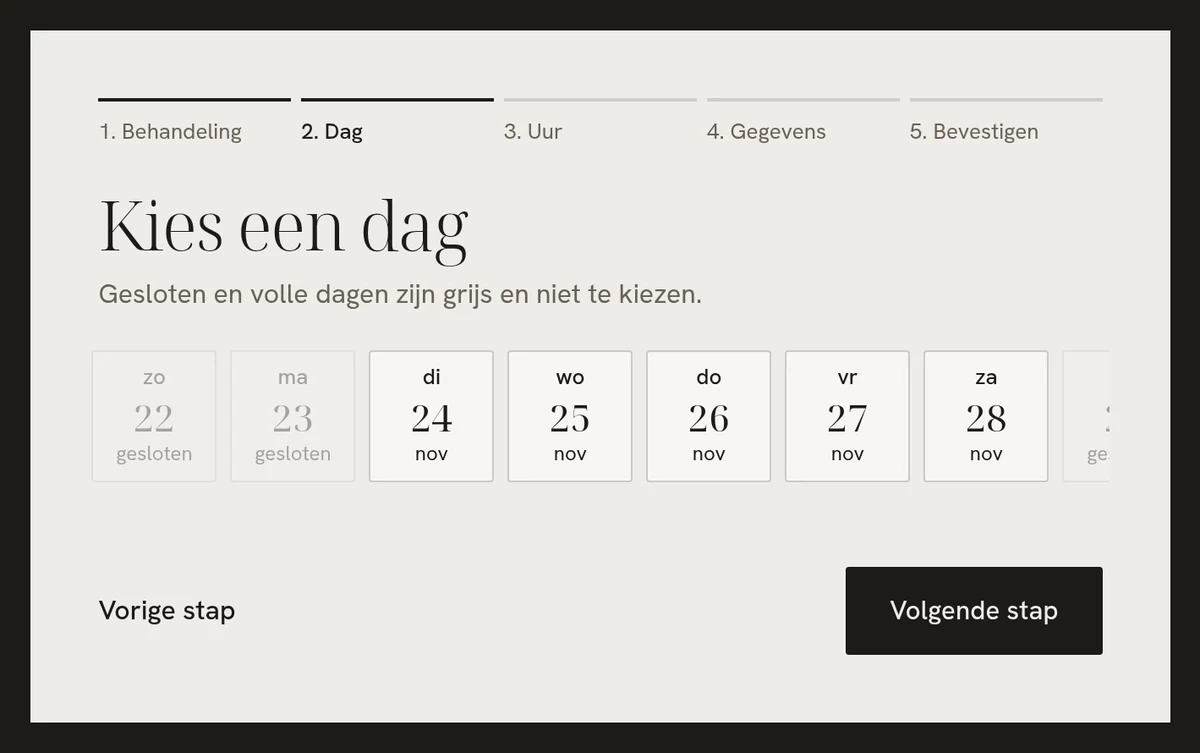 1. Behandeling 2. Dag 3. Uur 4. Gegevens 5. Bevestigen
Kies een dag
Gesloten en volle dagen zijn grijs en niet te kiezen.
zo ma di wo do vr za
22 23 24 25 26 27 28
gesloten gesloten nov nov nov nov nov
Vorige stap Volgende stap